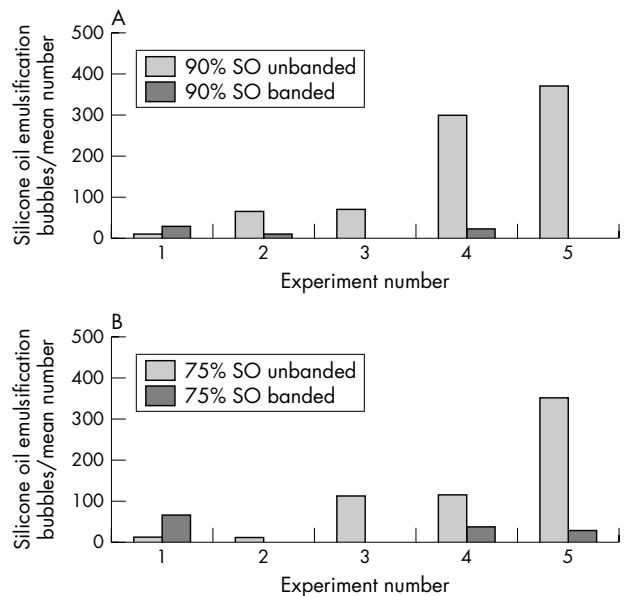 A
Silicone oil emulsification
bubbles/mean number
500
400
300
200
100
0
90% SO unbanded
90% SO banded
1 2 3 4 5
Experiment number
B
Silicone oil emulsification
bubbles/mean number
500
400
300
200
100
0
75% SO unbanded
75% SO banded
1 2 3 4 5
Experiment number